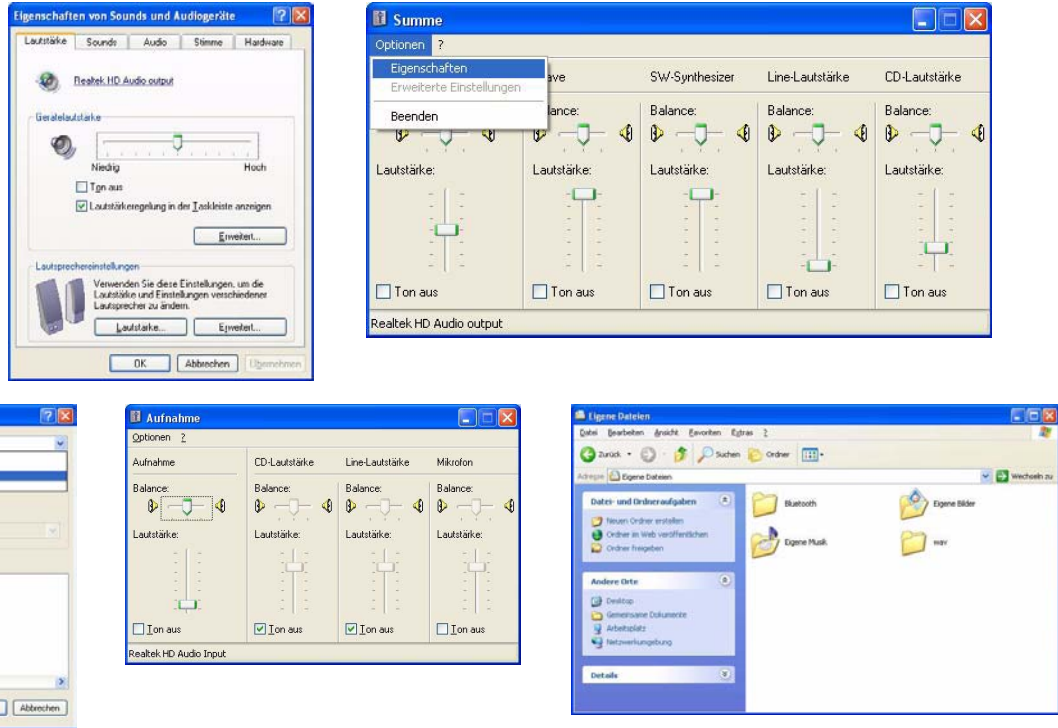 Eigenschaften von Sounds und Audiogeräte
Lautstärke Sounds Audio Stimme Hardware
Realtek HD Audio output
Gerätelautstärke
Niedrig Hoch
Ton aus
Lautstärkeregelung in der Taskleiste anzeigen
Erweitert...
Lautsprechereinstellungen
Verwenden Sie diese Einstellungen, um die
Lautstärke und Einstellungen verschiedener
Lautsprecher zu ändern.
Lautstärke... Erweitert...
OK Abbrechen Übernehmen
Summe
Optionen ?
Eigenschaften
Erweiterte Einstellungen
Beenden
ave SW-Synthesizer Line-Lautstärke CD-Lautstärke
lance: Balance: Balance: Balance:
Lautstärke: Lautstärke: Lautstärke: Lautstärke: Lautstärke:
Ton aus Ton aus Ton aus Ton aus Ton aus
Realtek HD Audio output
Abbrechen
Aufnahme
Optionen ?
Aufnahme CD-Lautstärke Line-Lautstärke Mikrofon
Balance: Balance: Balance: Balance:
Lautstärke: Lautstärke: Lautstärke: Lautstärke:
Ton aus Ton aus Ton aus Ton aus
Realtek HD Audio Input
Eigene Dateien
Datei Bearbeiten Ansicht Favoriten Extras ?
Zurück Suchen Ordner
Adresse Eigene Dateien Wechseln zu
Datei- und Ordneraufgaben
Neuen Ordner erstellen
Ordner im Web veröffentlichen
Ordner freigeben
Andere Orte
Desktop
Gemeinsame Dokumente
Arbeitsplatz
Netzwerkumgebung
Details
Bluetooth Eigene Bilder
Eigene Musik wav